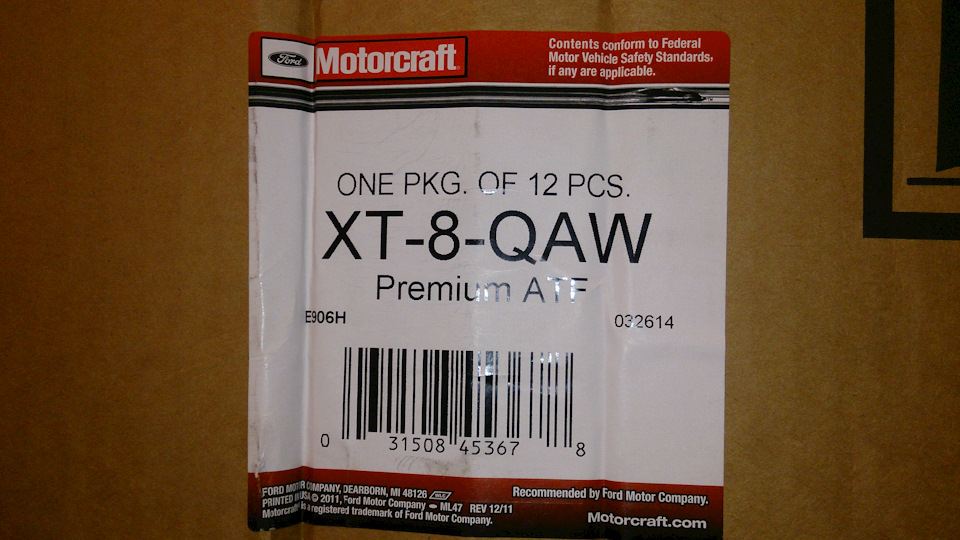 Ford Motorcraft
Contents conform to Federal
Motor Vehicle Safety Standards,
if any are applicable.
ONE PKG. OF 12 PCS.
XT-8-QAW
Premium ATF
E906H 032614
0 31508 45367 8
FORD MOTOR COMPANY, DEARBORN, MI 48126
PRINTED IN USA © 2011, Ford Motor Company - ML47 REV 12/11
Motorcraft is a registered trademark of Ford Motor Company.
Recommended by Ford Motor Company.
Motorcraft.com